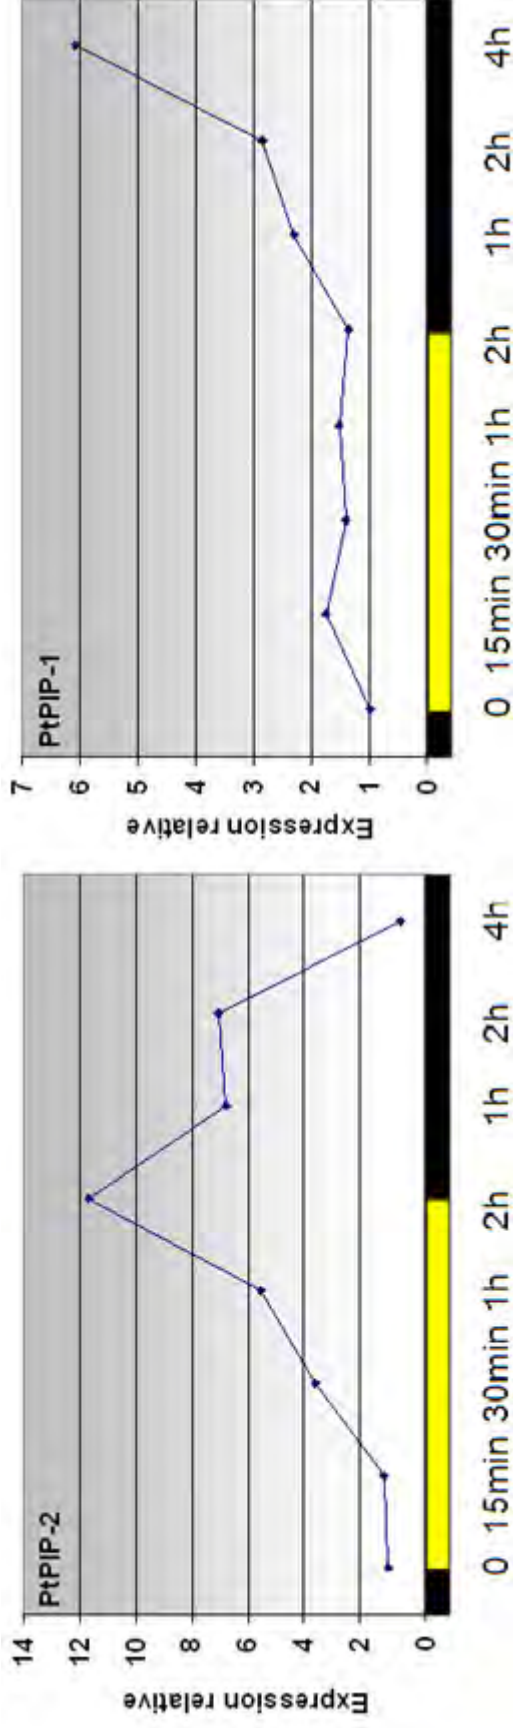 PtPIP-2
14
12
10
8
6
4
2
0
Expression relative
0 15min 30min 1h 2h 1h 2h 4h
PtPIP-1
7
6
5
4
3
2
1
0
Expression relative
0 15min 30min 1h 2h 1h 2h 4h